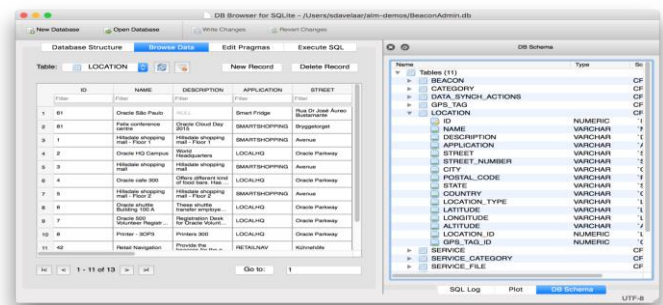 DB Browser for SQLite - /Users/sdavelaar/aim-demos/BeaconAdmin.db
New Database
Open Database
Write Changes
Revert Changes
Database Structure
Browse Data
Edit Pragmas
Execute SQL
Table:
LOCATION
New Record
Delete Record
ID NAME DESCRIPTION APPLICATION STREET
Filter Filter Filter Filter Filter
1 61 Oracle São Paulo NULL Smart Fridge Rua Dr José Áureo
Bustamante
2 81 Felix conference
centre Oracle Cloud Day
2015 SMARTSHOPPING Bryggetorget
3 1 Hillsdale shopping
mall - Floor 1 Hillsdale shopping
mall - Floor 1 SMARTSHOPPING Avenue
4 2 Oracle HQ Campus World
Headquarters LOCALHQ Oracle Parkway
5 3 Hillsdale shopping
mall Hillsdale shopping
mall SMARTSHOPPING Avenue
6 4 Oracle cafe 300 Offers different kind
of food bars. Has ... LOCALHQ Oracle Parkway
7 5 Hillsdale shopping
mall - Floor 2 Hillsdale shopping
mall - Floor 2 SMARTSHOPPING Avenue
8 6 Oracle shuttle
Building 100 A These shuttle
transfer employe... LOCALHQ Oracle Parkway
9 7 Oracle 500
Volunteer Registr... Registration Desk
for Oracle Volunt... LOCALHQ Oracle Parkway
10 8 Printer - 3OP3 Printers 300 LOCALHQ Oracle Parkway
11 42 Retail Navigation Provide the
RETAILNAV Kühnehöfe
1 - 11 of 13
Go to: 1
DB Schema
Name Type
Tables (11)
BEACON
CATEGORY
DATA_SYNCH_ACTIONS
GPS_TAG
LOCATION
ID NUMERIC
NAME VARCHAR
DESCRIPTION VARCHAR
APPLICATION VARCHAR
STREET VARCHAR
STREET_NUMBER VARCHAR
CITY VARCHAR
POSTAL_CODE VARCHAR
STATE VARCHAR
COUNTRY VARCHAR
LOCATION_TYPE VARCHAR
LATITUDE VARCHAR
LONGITUDE VARCHAR
ALTITUDE VARCHAR
LOCATION_ID NUMERIC
GPS_TAG_ID NUMERIC
SERVICE
SERVICE_CATEGORY
SERVICE_FILE
SQL Log
Plot
DB Schema
UTF-8